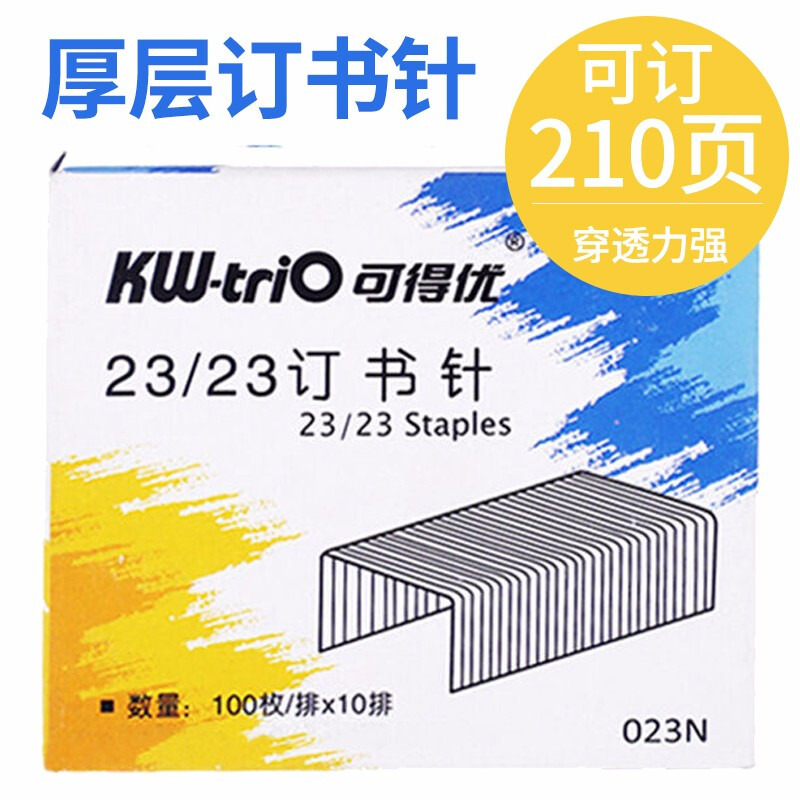 厚层订书针
可订
210页
穿透力强
KW-triO 可得优®
23/23订书针
23/23 Staples
■ 数量：100枚/排x10排
023N